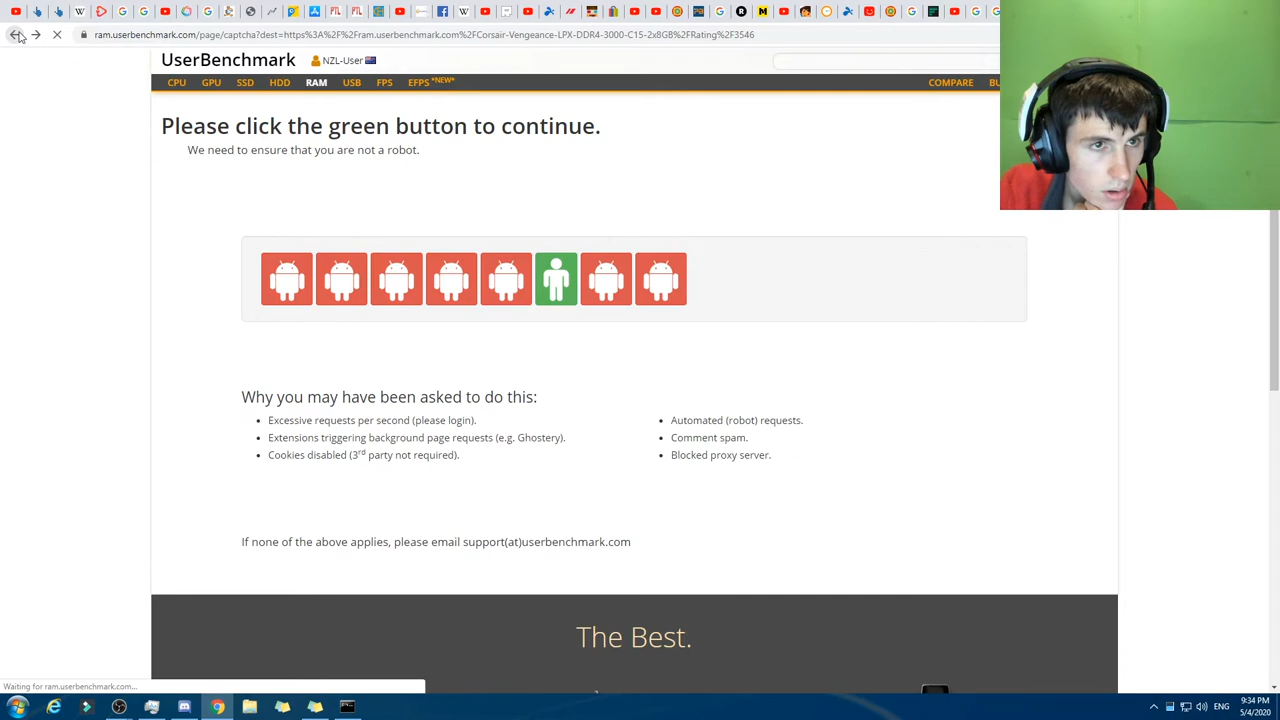 ram.userbenchmark.com/page/captcha?dest=https%3A%2F%2Fram.userbenchmark.com%2FCorsair-Vengeance-LPX-DDR4-3000-C15-2x8GB%2FRating%2F3546
UserBenchmark NZL-User
CPU GPU SSD HDD RAM USB FPS EFPS *NEW* COMPARE
Please click the green button to continue.
We need to ensure that you are not a robot.
Why you may have been asked to do this:
Excessive requests per second (please login).
Extensions triggering background page requests (e.g. Ghostery).
Cookies disabled (3rd party not required).
Automated (robot) requests.
Comment spam.
Blocked proxy server.
If none of the above applies, please email support(at)userbenchmark.com
The Best.
Waiting for ram.userbenchmark.com...
ENG
9:34 PM
5/4/2020